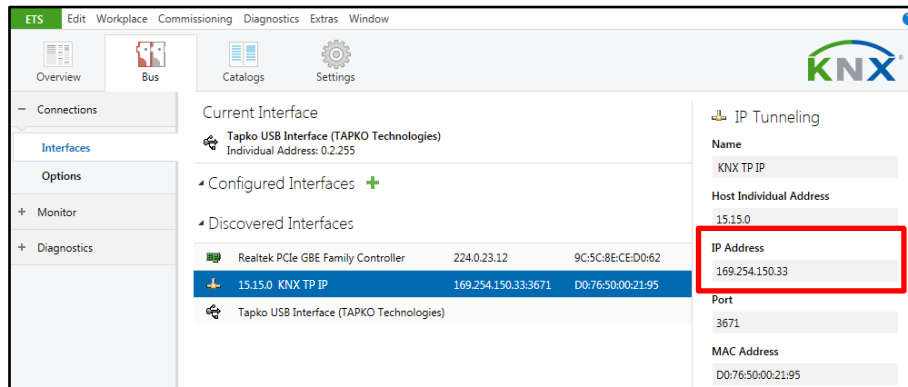 ETS Edit Workplace Commissioning Diagnostics Extras Window
Overview
Bus
Catalogs
Settings
KNX
Connections
Interfaces
Options
Monitor
Diagnostics
Current Interface
Tapko USB Interface (TAPKO Technologies)
Individual Address: 0.2.255
Configured Interfaces
Discovered Interfaces
Realtek PCIe GBE Family Controller 224.0.23.12 9C:5C:8E:CE:D0:62
15.15.0 KNX TP IP 169.254.150.33:3671 D0:76:50:00:21:95
Tapko USB Interface (TAPKO Technologies)
IP Tunneling
Name
KNX TP IP
Host Individual Address
15.15.0
IP Address
169.254.150.33
Port
3671
MAC Address
D0:76:50:00:21:95